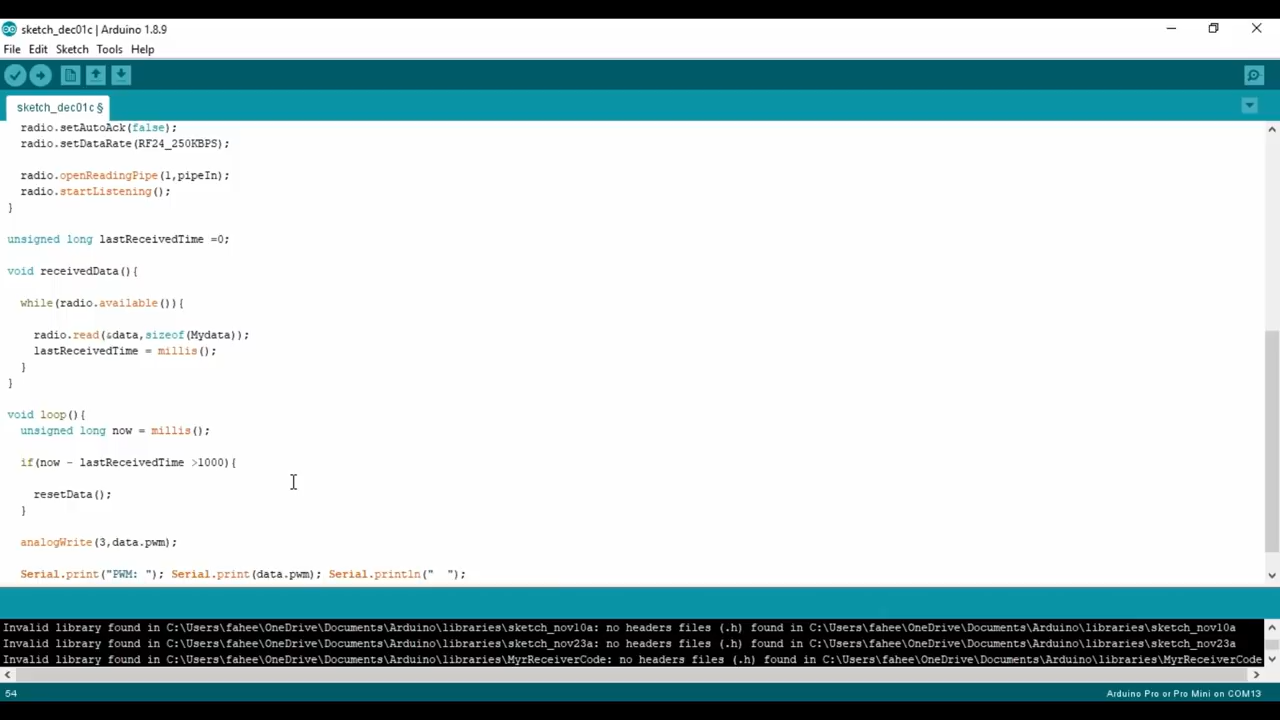 sketch_dec01c | Arduino 1.8.9
File Edit Sketch Tools Help
sketch_dec01c §
radio.setAutoAck(false);
radio.setDataRate(RF24_250KBPS);
radio.openReadingPipe(1,pipeIn);
radio.startListening();
}
unsigned long lastReceivedTime =0;
void receivedData(){
while(radio.available()){
radio.read(&data,sizeof(Mydata));
lastReceivedTime = millis();
}
}
void loop(){
unsigned long now = millis();
if(now - lastReceivedTime >1000){
resetData();
}
analogWrite(3,data.pwm);
Serial.print("PWM: "); Serial.print(data.pwm); Serial.println("  ");
Invalid library found in C:\Users\fahee\OneDrive\Documents\Arduino\libraries\sketch_nov10a: no headers files (.h) found in C:\Users\fahee\OneDrive\Documents\Arduino\libraries\sketch_nov10a
Invalid library found in C:\Users\fahee\OneDrive\Documents\Arduino\libraries\sketch_nov23a: no headers files (.h) found in C:\Users\fahee\OneDrive\Documents\Arduino\libraries\sketch_nov23a
Invalid library found in C:\Users\fahee\OneDrive\Documents\Arduino\libraries\MyrReceiverCode: no headers files (.h) found in C:\Users\fahee\OneDrive\Documents\Arduino\libraries\MyrReceiverCode
54 Arduino Pro or Pro Mini on COM13